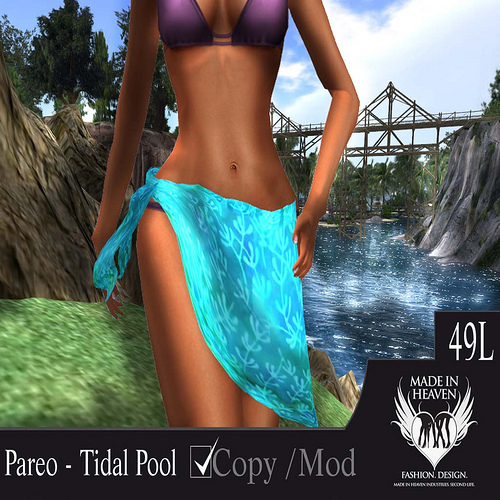 49L
MADE IN
HEAVEN
FASHION. DESIGN.
MADE IN HEAVEN INDUSTRIES. SECOND LIFE.
Pareo - Tidal Pool Copy /Mod